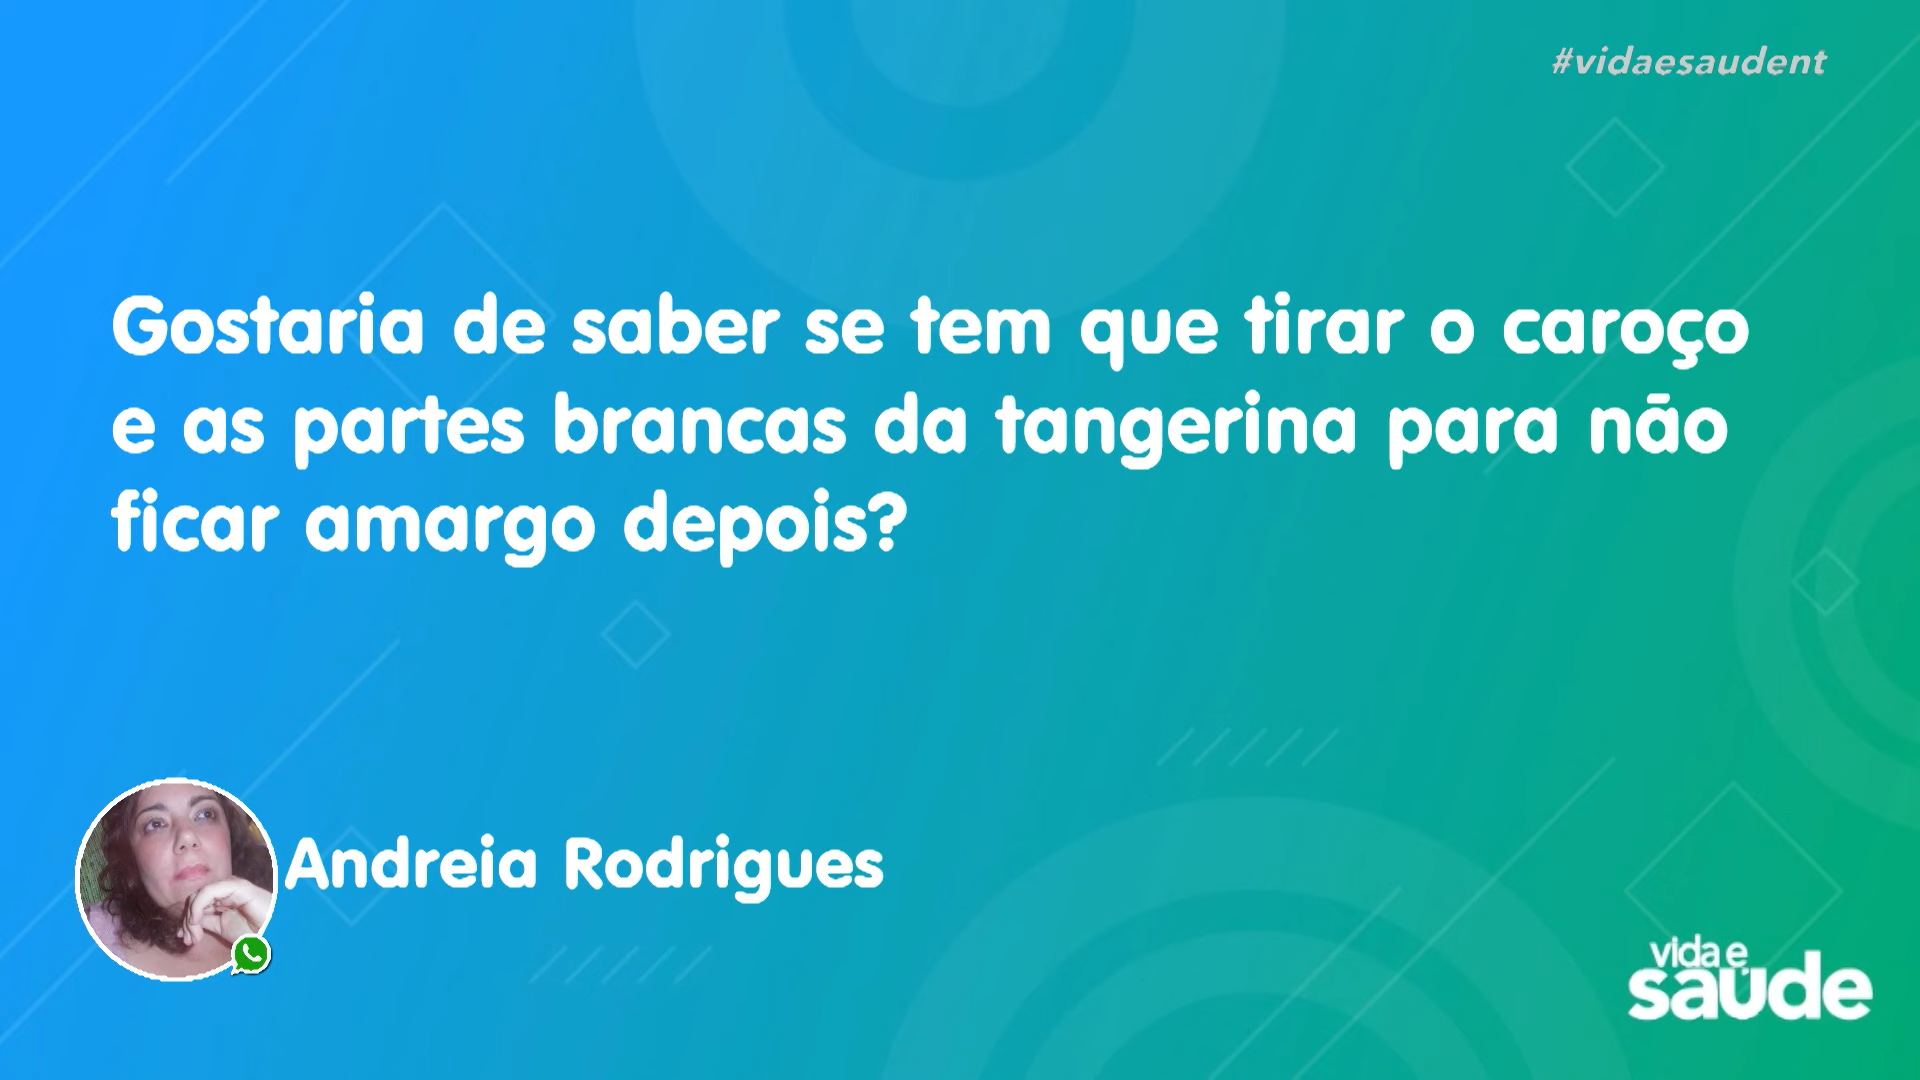 #vidaesaudent
Gostaria de saber se tem que tirar o caroço
e as partes brancas da tangerina para não
ficar amargo depois?
Andreia Rodrigues
vida e
saúde